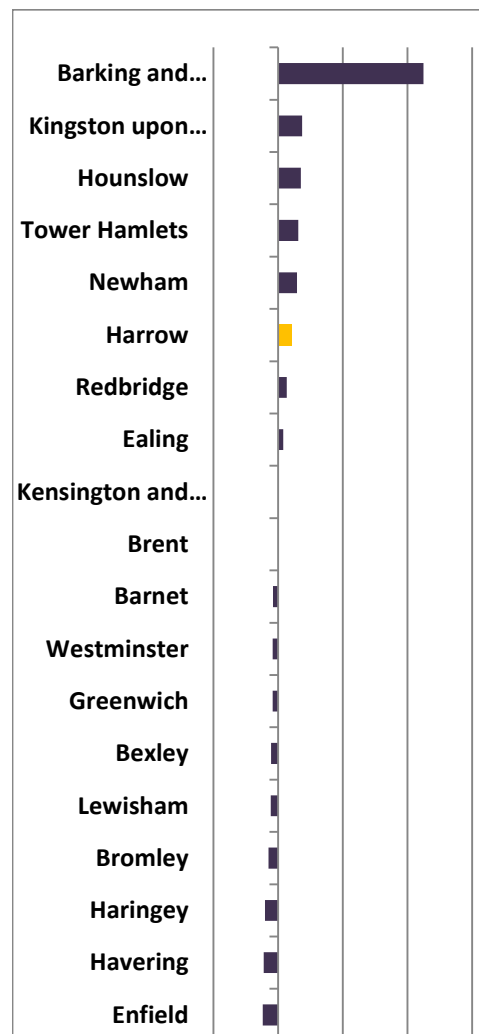 Barking and...
Kingston upon...
Hounslow
Tower Hamlets
Newham
Harrow
Redbridge
Ealing
Kensington and...
Brent
Barnet
Westminster
Greenwich
Bexley
Lewisham
Bromley
Haringey
Havering
Enfield